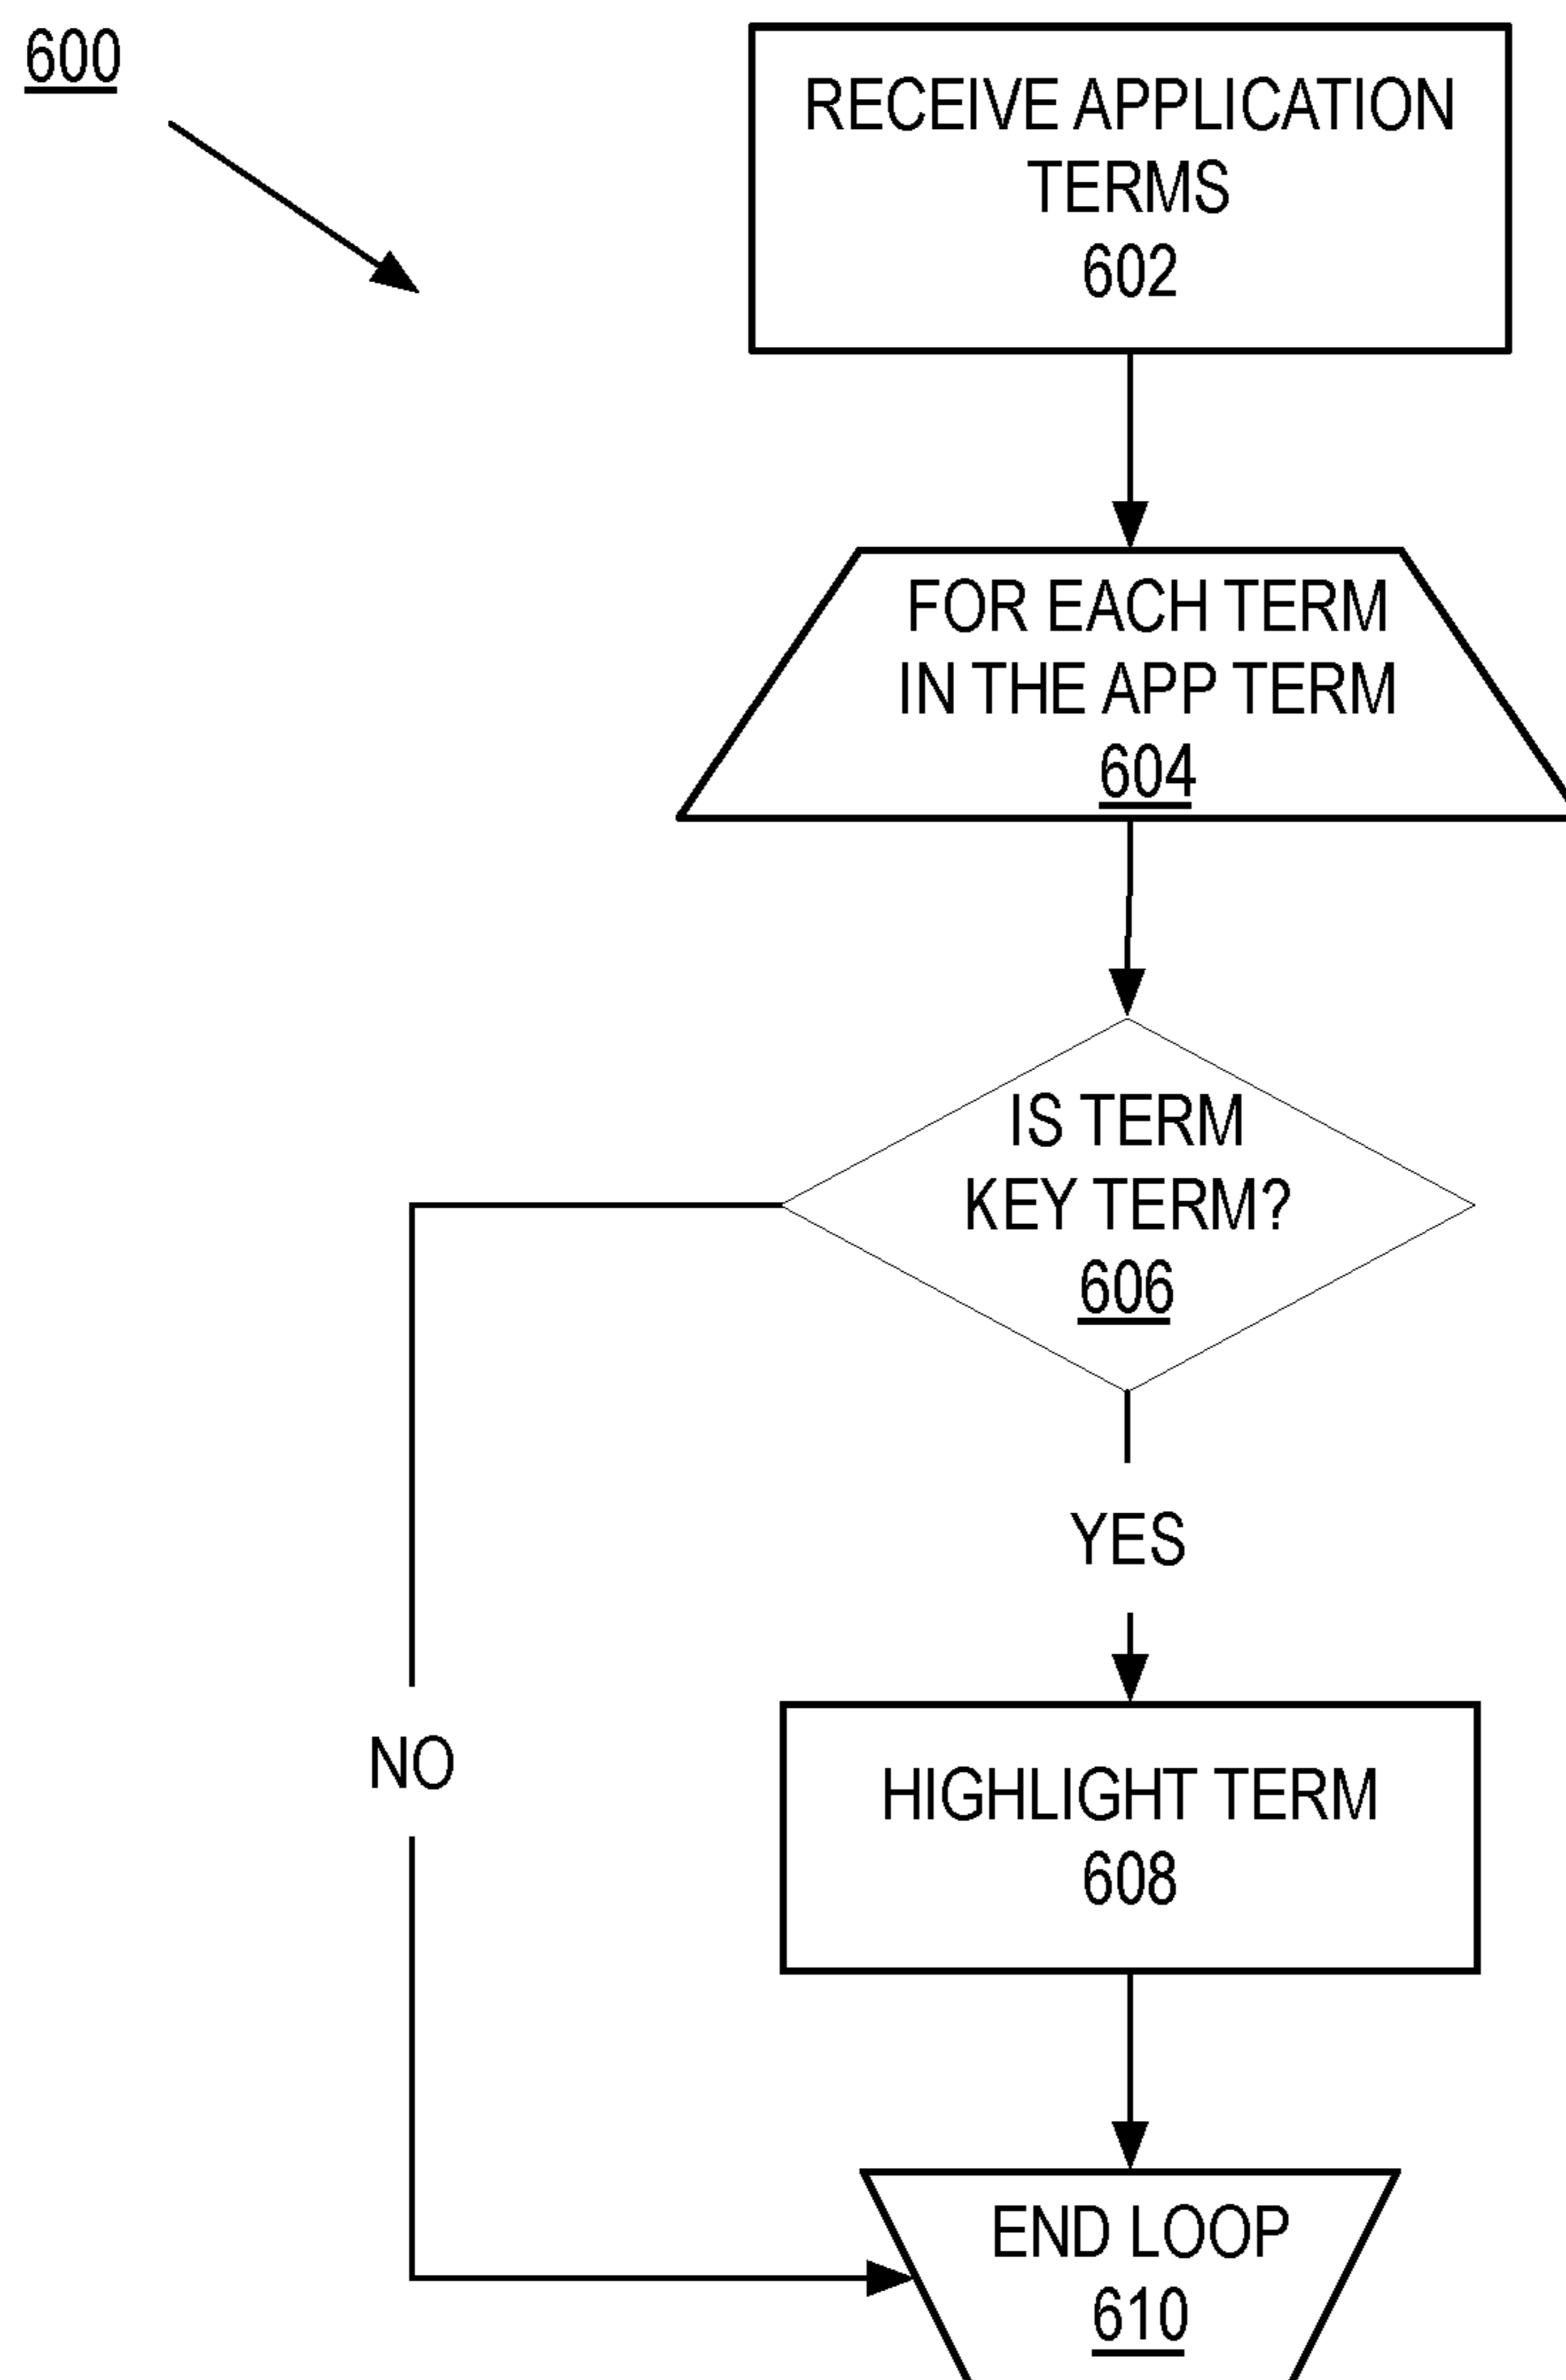 600
RECEIVE APPLICATION
TERMS
602
FOR EACH TERM
IN THE APP TERM
604
IS TERM
KEY TERM?
606
YES
NO
HIGHLIGHT TERM
608
END LOOP
610